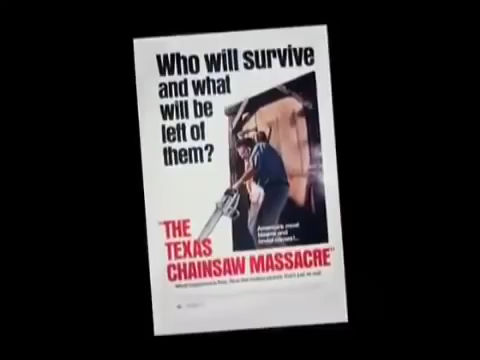 Who will survive
and what
will be
left of
them?
America's most
bizarre and
brutal crimes!...
"THE
TEXAS
CHAINSAW MASSACRE"